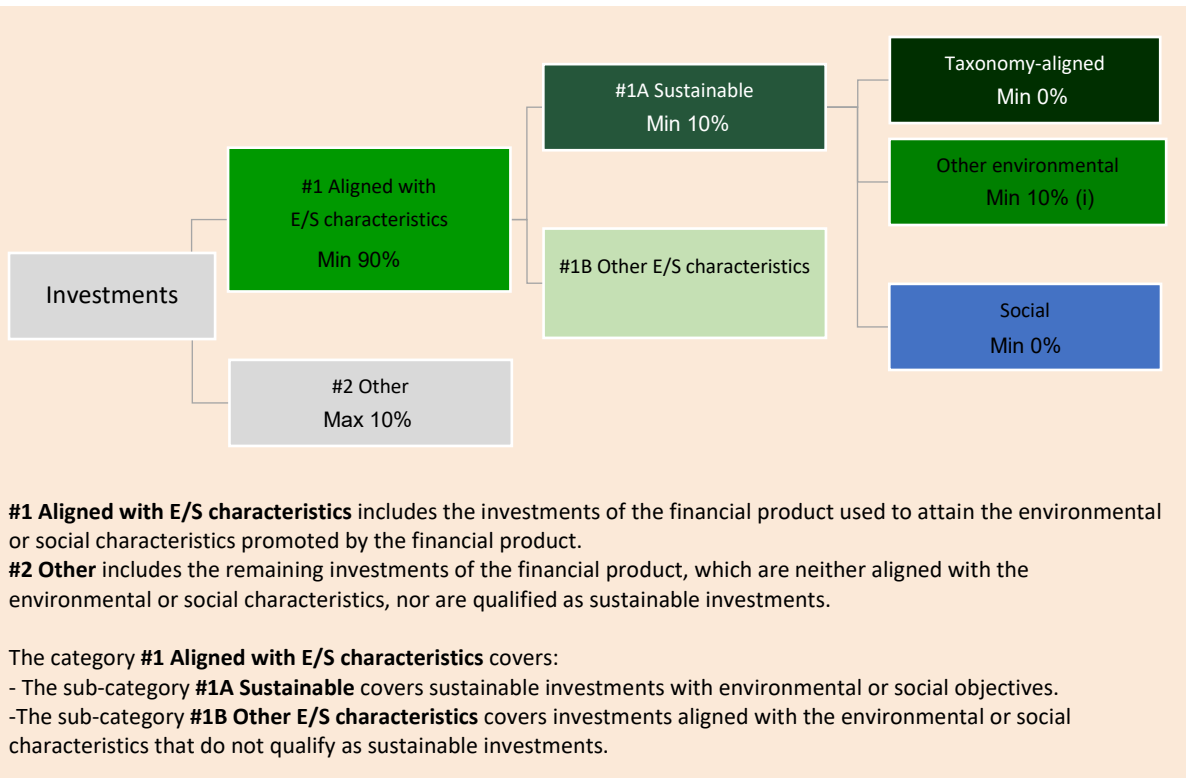 Investments
#1 Aligned with
E/S characteristics
Min 90%
#2 Other
Max 10%
#1A Sustainable
Min 10%
#1B Other E/S characteristics
Taxonomy-aligned
Min 0%
Other environmental
Min 10% (i)
Social
Min 0%
#1 Aligned with E/S characteristics includes the investments of the financial product used to attain the environmental
or social characteristics promoted by the financial product.
#2 Other includes the remaining investments of the financial product, which are neither aligned with the
environmental or social characteristics, nor are qualified as sustainable investments.
The category #1 Aligned with E/S characteristics covers:
- The sub-category #1A Sustainable covers sustainable investments with environmental or social objectives.
-The sub-category #1B Other E/S characteristics covers investments aligned with the environmental or social
characteristics that do not qualify as sustainable investments.